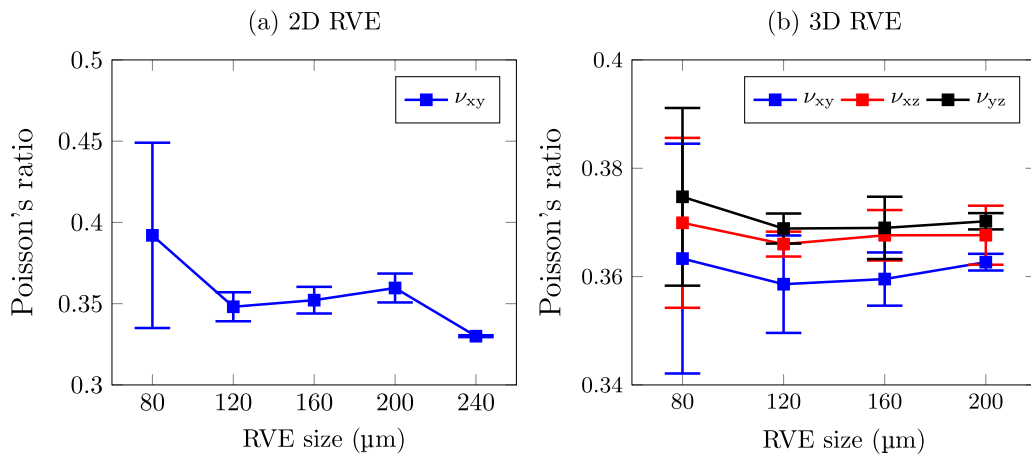 (a) 2D RVE
0.5
0.45
0.4
0.35
0.3
Poisson's ratio
νxy
80 120 160 200 240
RVE size (µm)
(b) 3D RVE
0.4
0.38
0.36
0.34
Poisson's ratio
νxy νxz νyz
80 120 160 200
RVE size (µm)